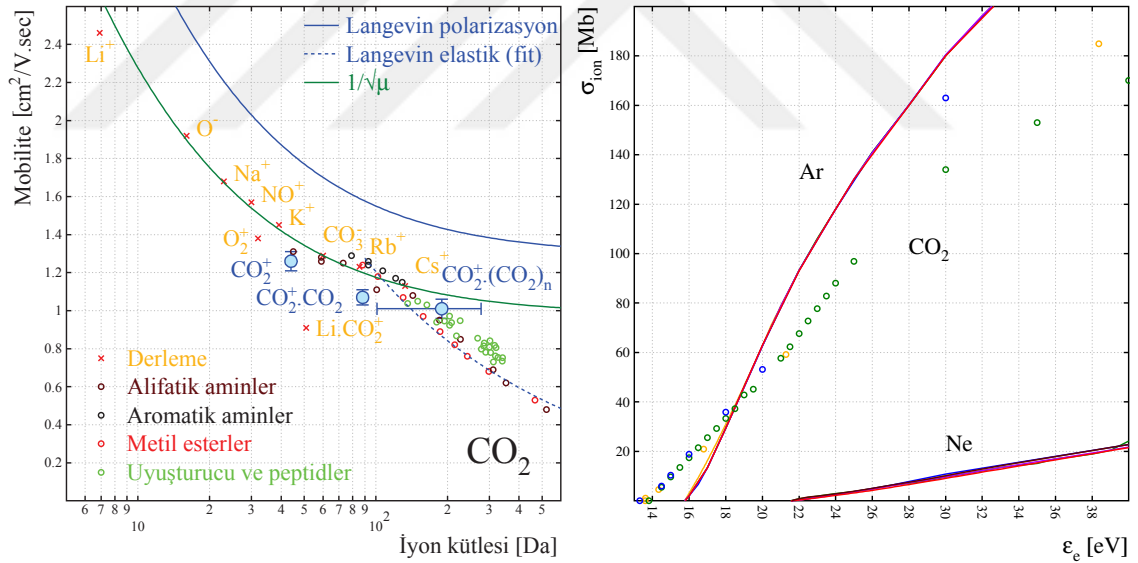 Mobilite [cm²/V.sec]
2.4
2.2
2
1.8
1.6
1.4
1.2
1
0.8
0.6
0.4
0.2
Langevin polarizasyon
Langevin elastik (fit)
1/√μ
Li⁺
O⁻
Na⁺
NO⁺
K⁺
O₂⁺
CO₃⁻
Rb⁺
Cs⁺
CO₂⁺
CO₂⁺.(CO₂)ₙ
CO₂⁺.CO₂
Li.CO₂⁺
Derleme
Alifatik aminler
Aromatik aminler
Metil esterler
Uyuşturucu ve peptidler
CO₂
6 7 8 9 10 2 3 4 5 6 7 8 9 10² 2 3 4 5
İyon kütlesi [Da]
σ_ion [Mb]
180
160
140
120
100
80
60
40
20
Ar
CO₂
Ne
14 16 18 20 22 24 26 28 30 32 34 36 38
ε_e [eV]